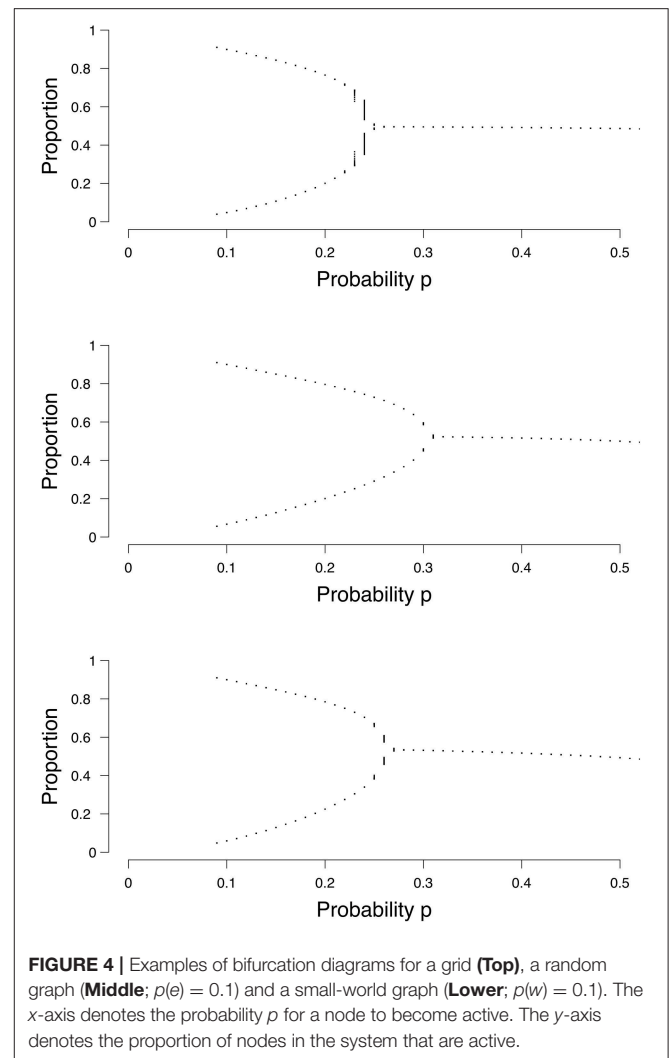 1
0.8
0.6
0.4
0.2
0
Proportion
0 0.1 0.2 0.3 0.4 0.5
Probability p
1
0.8
0.6
0.4
0.2
0
Proportion
0 0.1 0.2 0.3 0.4 0.5
Probability p
1
0.8
0.6
0.4
0.2
0
Proportion
0 0.1 0.2 0.3 0.4 0.5
Probability p
FIGURE 4 | Examples of bifurcation diagrams for a grid (Top), a random
graph (Middle; p(e) = 0.1) and a small-world graph (Lower; p(w) = 0.1). The
x-axis denotes the probability p for a node to become active. The y-axis
denotes the proportion of nodes in the system that are active.